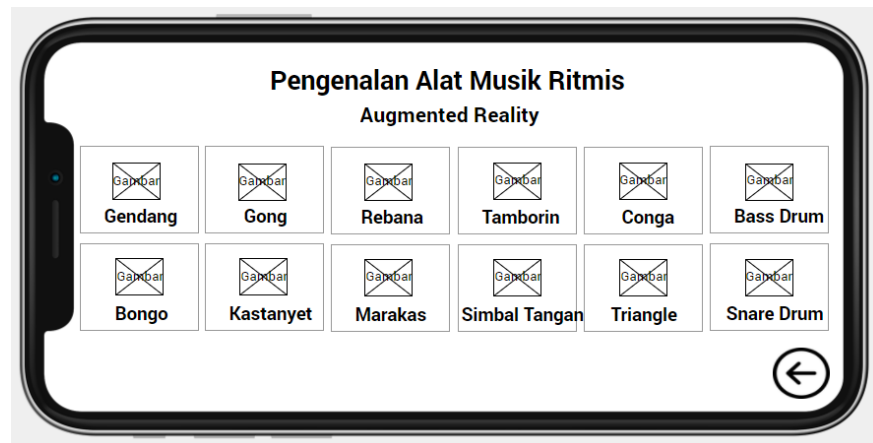 Pengenalan Alat Musik Ritmis
Augmented Reality
Gambar Gambar Gambar Gambar Gambar Gambar
Gendang Gong Rebana Tamborin Conga Bass Drum
Gambar Gambar Gambar Gambar Gambar Gambar
Bongo Kastanyet Marakas Simbal Tangan Triangle Snare Drum